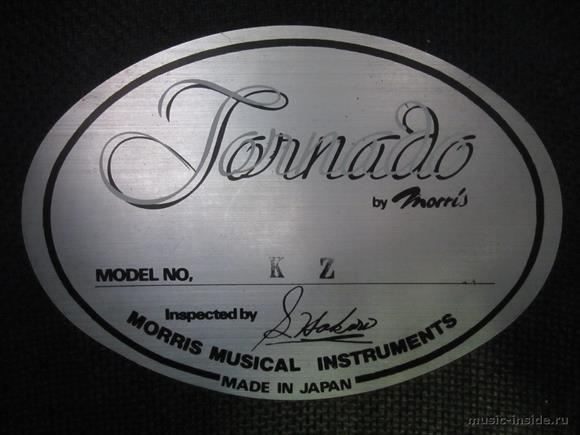 Tornado
by Morris
MODEL NO, K Z
Inspected by
MORRIS MUSICAL INSTRUMENTS
MADE IN JAPAN
music-inside.ru